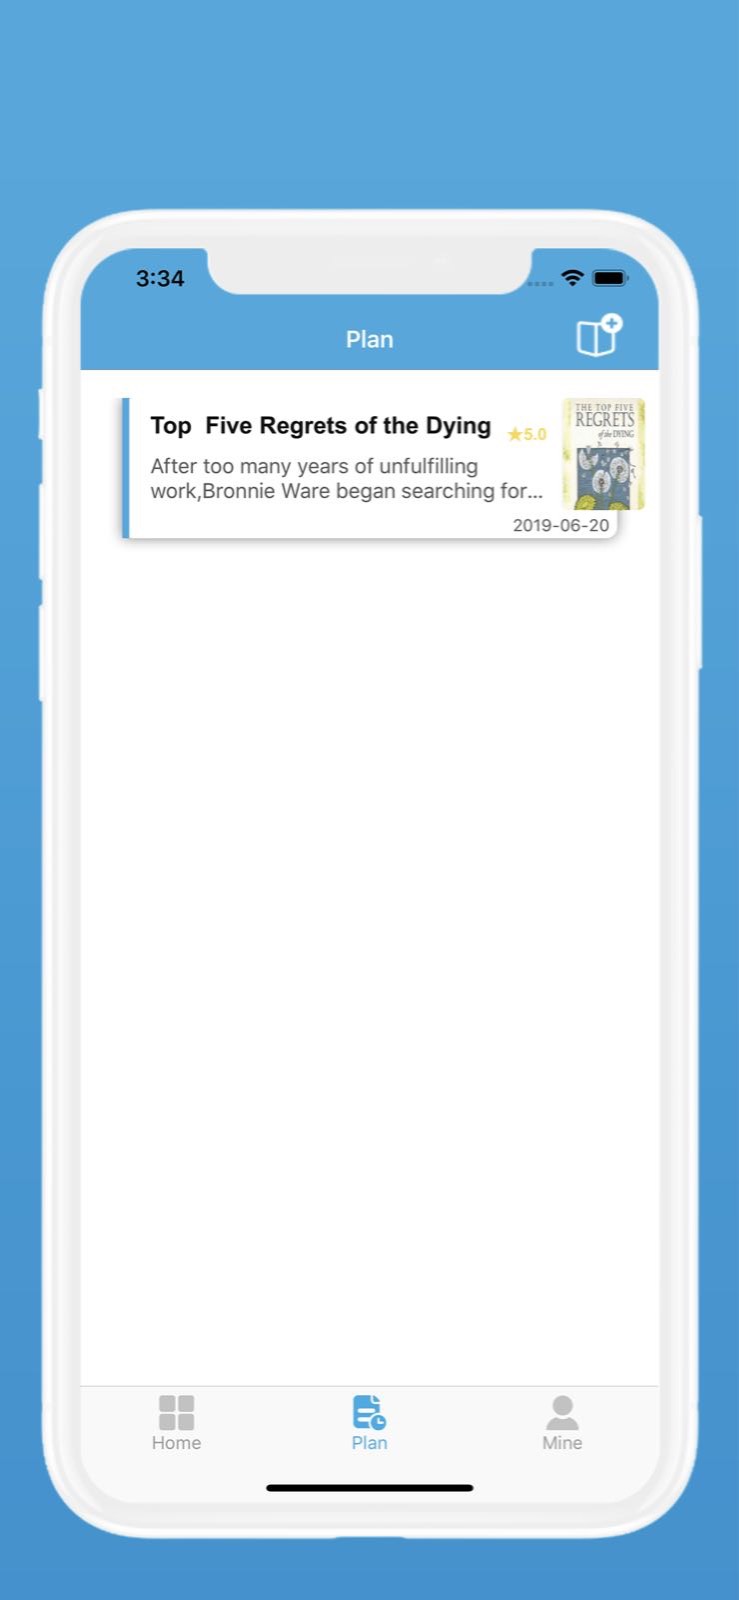 3:34
Plan
Top  Five Regrets of the Dying
★5.0
After too many years of unfulfilling
work,Bronnie Ware began searching for...
2019-06-20
THE TOP FIVE
REGRETS
of the DYING
Home
Plan
Mine